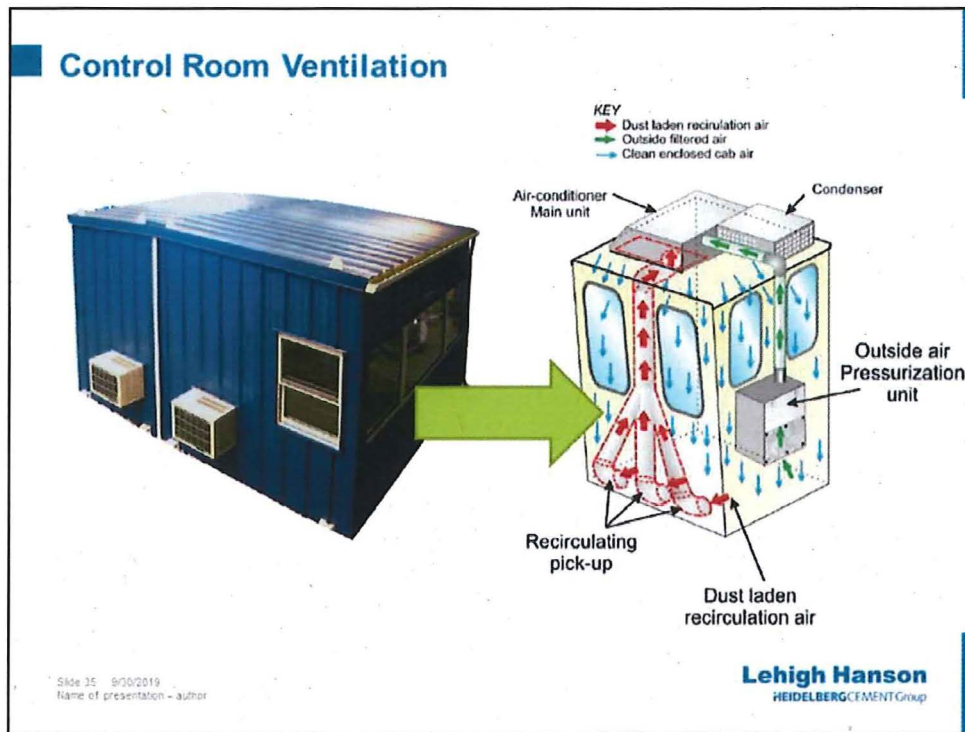 Control Room Ventilation
KEY
Dust laden recirulation air
Outside filtered air
Clean enclosed cab air
Air-conditioner
Main unit
Condenser
Outside air
Pressurization
unit
Recirculating
pick-up
Dust laden
recirculation air
Slide 35 9/30/2019
Name of presentation – author
Lehigh Hanson
HEIDELBERGCEMENT Group